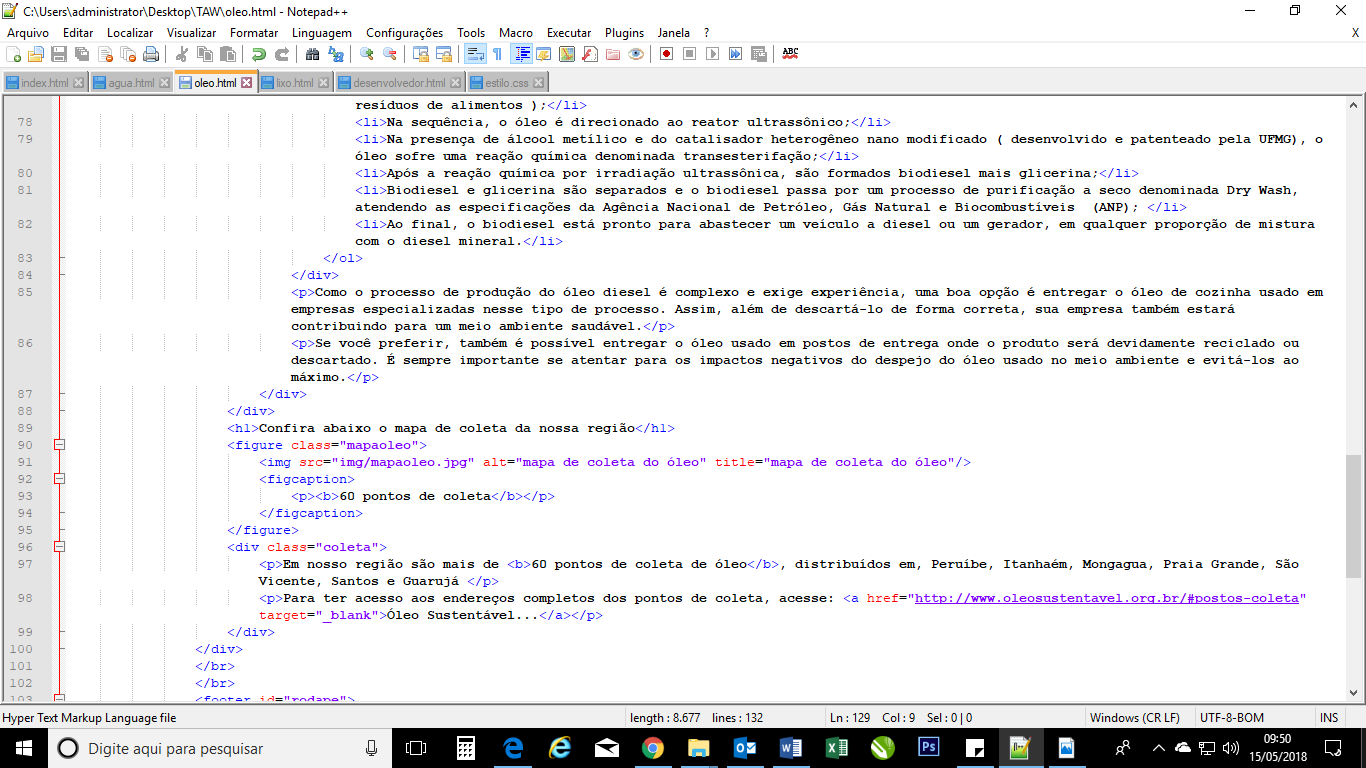 C:\Users\administrator\Desktop\TAW\oleo.html - Notepad++
Arquivo Editar Localizar Visualizar Formatar Linguagem Configurações Tools Macro Executar Plugins Janela ? X
index.html agua.html oleo.html lixo.html desenvolvedor.html estilo.css
resíduos de alimentos );</li>
78 <li>Na sequência, o óleo é direcionado ao reator ultrassônico;</li>
79 <li>Na presença de álcool metílico e do catalisador heterogêneo nano modificado ( desenvolvido e patenteado pela UFMG), o
óleo sofre uma reação química denominada transesterifação;</li>
80 <li>Após a reação química por irradiação ultrassônica, são formados biodiesel mais glicerina;</li>
81 <li>Biodiesel e glicerina são separados e o biodiesel passa por um processo de purificação a seco denominada Dry Wash,
atendendo as especificações da Agência Nacional de Petróleo, Gás Natural e Biocombustíveis  (ANP); </li>
82 <li>Ao final, o biodiesel está pronto para abastecer um veículo a diesel ou um gerador, em qualquer proporção de mistura
com o diesel mineral.</li>
83 </ol>
84 </div>
85 <p>Como o processo de produção do óleo diesel é complexo e exige experiência, uma boa opção é entregar o óleo de cozinha usado em
empresas especializadas nesse tipo de processo. Assim, além de descartá-lo de forma correta, sua empresa também estará
contribuindo para um meio ambiente saudável.</p>
86 <p>Se você preferir, também é possível entregar o óleo usado em postos de entrega onde o produto será devidamente reciclado ou
descartado. É sempre importante se atentar para os impactos negativos do despejo do óleo usado no meio ambiente e evitá-los ao
máximo.</p>
87 </div>
88 </div>
89 <h1>Confira abaixo o mapa de coleta da nossa região</h1>
90 <figure class="mapaoleo">
91 <img src="img/mapaoleo.jpg" alt="mapa de coleta do óleo" title="mapa de coleta do óleo"/>
92 <figcaption>
93 <p><b>60 pontos de coleta</b></p>
94 </figcaption>
95 </figure>
96 <div class="coleta">
97 <p>Em nosso região são mais de <b>60 pontos de coleta de óleo</b>, distribuídos em, Peruíbe, Itanhaém, Mongagua, Praia Grande, São
Vicente, Santos e Guarujá </p>
98 <p>Para ter acesso aos endereços completos dos pontos de coleta, acesse: <a href="http://www.oleosustentavel.org.br/#postos-coleta"
target="_blank">Óleo Sustentável...</a></p>
99 </div>
100 </div>
101 </br>
102 </br>
103 <footer id="rodape">
Hyper Text Markup Language file length : 8.677 lines : 132 Ln : 129 Col : 9 Sel : 0 | 0 Windows (CR LF) UTF-8-BOM INS
Digite aqui para pesquisar
09:50
15/05/2018